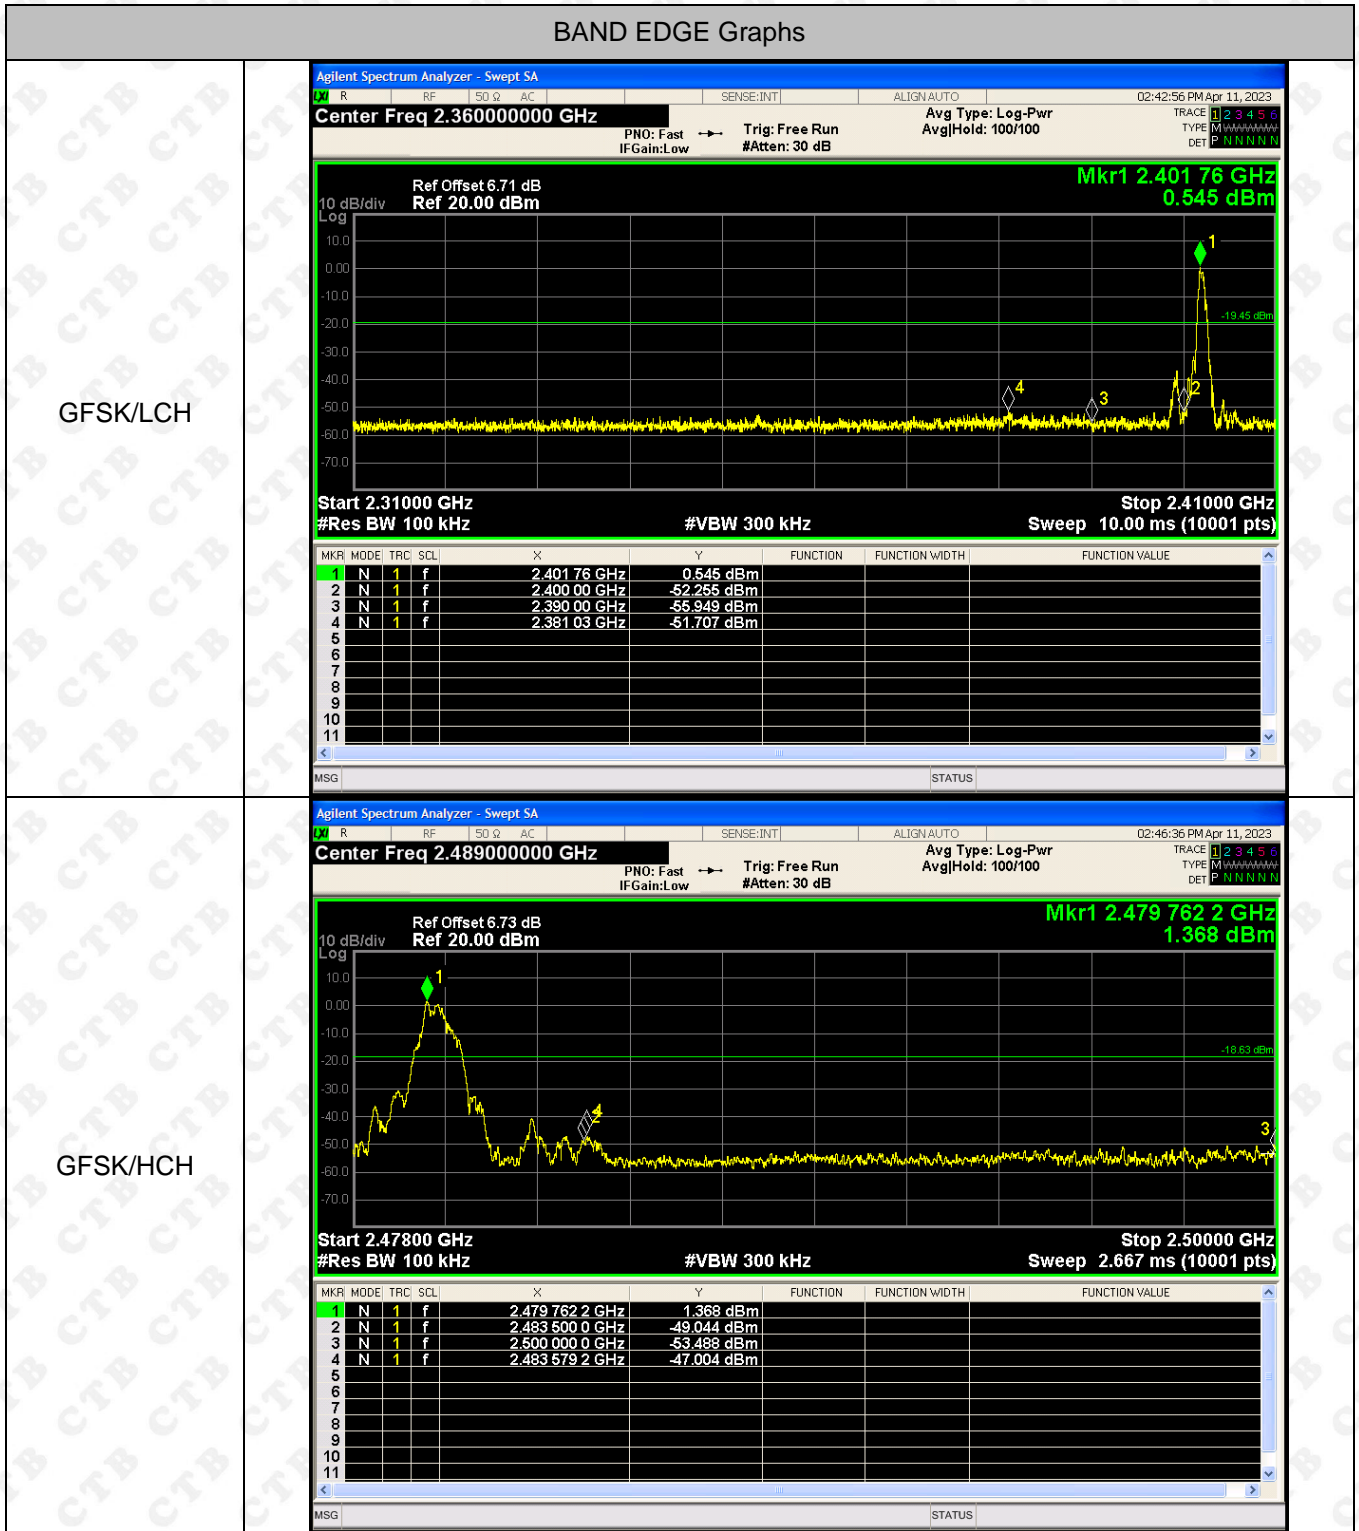 BAND EDGE Graphs
GFSK/LCH
Agilent Spectrum Analyzer - Swept SA
LXI R RF 50 Ω AC SENSE:INT ALIGN AUTO 02:42:56 PM Apr 11, 2023
Center Freq 2.360000000 GHz
PNO: Fast
IFGain:Low
Trig: Free Run
#Atten: 30 dB
Avg Type: Log-Pwr
Avg|Hold: 100/100
TRACE 1 2 3 4 5 6
TYPE M
DET P N N N N N
Ref Offset 6.71 dB
10 dB/div Ref 20.00 dBm
Log
Mkr1 2.401 76 GHz
0.545 dBm
10.0
0.00
-10.0
-20.0
-30.0
-40.0
-50.0
-60.0
-70.0
-19.45 dBm
1
2
3
4
Start 2.31000 GHz Stop 2.41000 GHz
#Res BW 100 kHz #VBW 300 kHz Sweep 10.00 ms (10001 pts)
MKR MODE TRC SCL X Y FUNCTION FUNCTION WIDTH FUNCTION VALUE
1 N 1 f 2.401 76 GHz 0.545 dBm
2 N 1 f 2.400 00 GHz -52.255 dBm
3 N 1 f 2.390 00 GHz -55.949 dBm
4 N 1 f 2.381 03 GHz -51.707 dBm
5
6
7
8
9
10
11
MSG STATUS
GFSK/HCH
Agilent Spectrum Analyzer - Swept SA
LXI R RF 50 Ω AC SENSE:INT ALIGN AUTO 02:46:36 PM Apr 11, 2023
Center Freq 2.489000000 GHz
PNO: Fast
IFGain:Low
Trig: Free Run
#Atten: 30 dB
Avg Type: Log-Pwr
Avg|Hold: 100/100
TRACE 1 2 3 4 5 6
TYPE M
DET P N N N N N
Ref Offset 6.73 dB
10 dB/div Ref 20.00 dBm
Log
Mkr1 2.479 762 2 GHz
1.368 dBm
10.0
0.00
-10.0
-20.0
-30.0
-40.0
-50.0
-60.0
-70.0
-18.63 dBm
1
4
2
3
Start 2.47800 GHz Stop 2.50000 GHz
#Res BW 100 kHz #VBW 300 kHz Sweep 2.667 ms (10001 pts)
MKR MODE TRC SCL X Y FUNCTION FUNCTION WIDTH FUNCTION VALUE
1 N 1 f 2.479 762 2 GHz 1.368 dBm
2 N 1 f 2.483 500 0 GHz -49.044 dBm
3 N 1 f 2.500 000 0 GHz -53.488 dBm
4 N 1 f 2.483 579 2 GHz -47.004 dBm
5
6
7
8
9
10
11
MSG STATUS